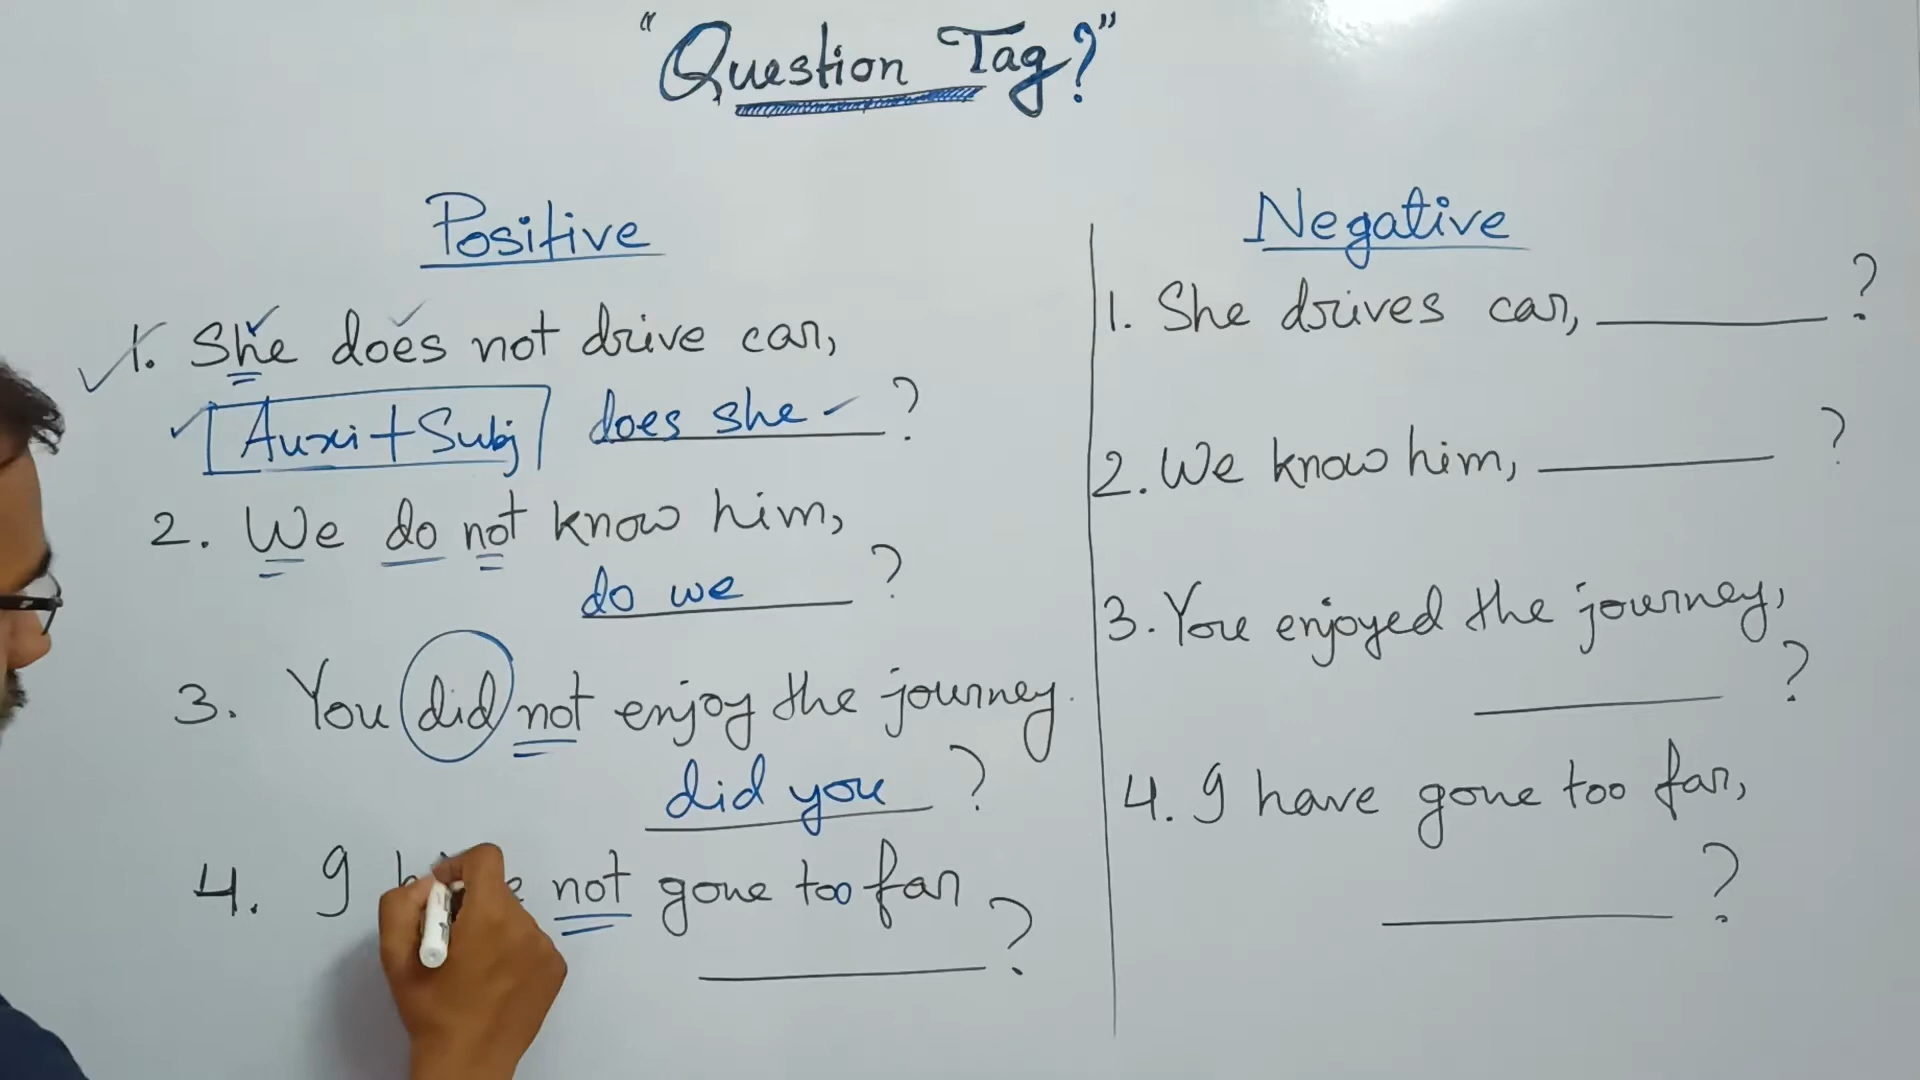 "Question Tag?"
Positive
1. She does not drive car,
Auxi+Subj does she ?
2. We do not know him,
do we ?
3. You did not enjoy the journey.
did you ?
4. I not gone too far
?
Negative
1. She drives car, ?
2. We know him, ?
3. You enjoyed the journey,
?
4. I have gone too far,
?